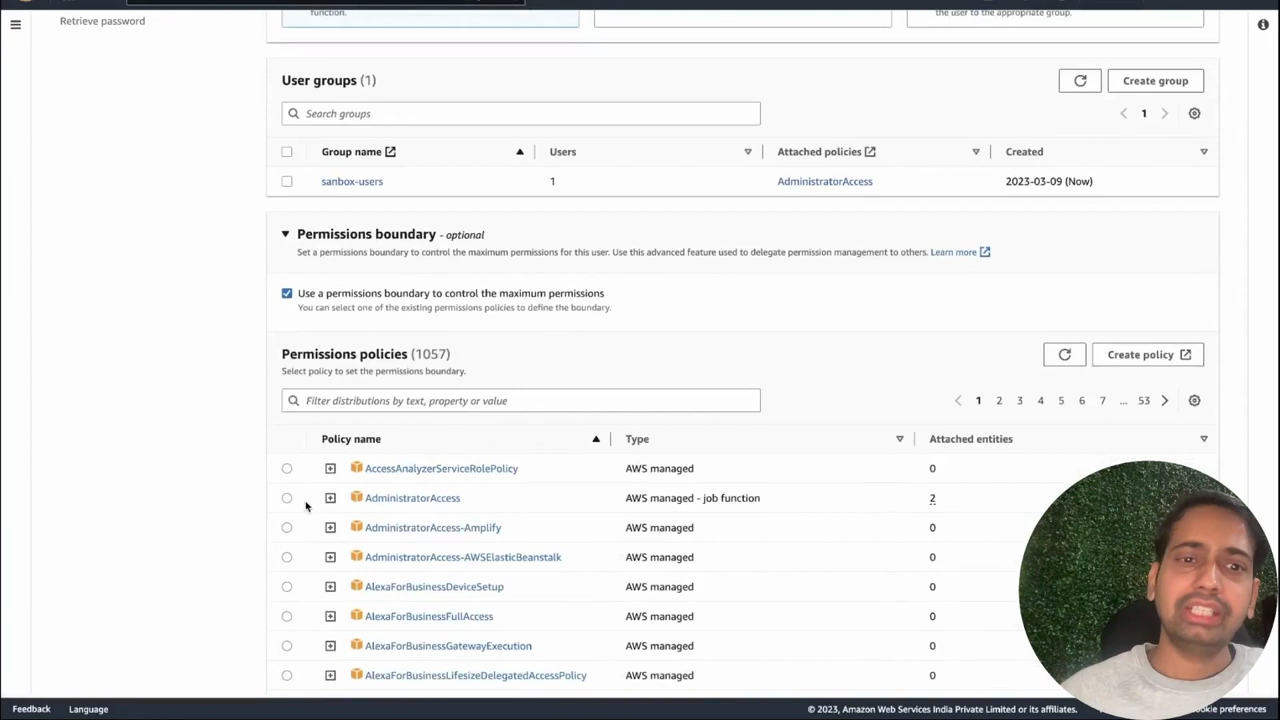 function.
the user to the appropriate group.
Retrieve password
User groups (1)
Create group
Search groups
1
Group name
Users
Attached policies
Created
sanbox-users
1
AdministratorAccess
2023-03-09 (Now)
Permissions boundary - optional
Set a permissions boundary to control the maximum permissions for this user. Use this advanced feature used to delegate permission management to others. Learn more
Use a permissions boundary to control the maximum permissions
You can select one of the existing permissions policies to define the boundary.
Permissions policies (1057)
Create policy
Select policy to set the permissions boundary.
Filter distributions by text, property or value
1 2 3 4 5 6 7 ... 53
Policy name
Type
Attached entities
AccessAnalyzerServiceRolePolicy
AWS managed
0
AdministratorAccess
AWS managed - job function
2
AdministratorAccess-Amplify
AWS managed
0
AdministratorAccess-AWSElasticBeanstalk
AWS managed
0
AlexaForBusinessDeviceSetup
AWS managed
0
AlexaForBusinessFullAccess
AWS managed
0
AlexaForBusinessGatewayExecution
AWS managed
0
AlexaForBusinessLifesizeDelegatedAccessPolicy
AWS managed
0
Feedback
Language
© 2023, Amazon Web Services India Private Limited or its affiliates.
okie preferences